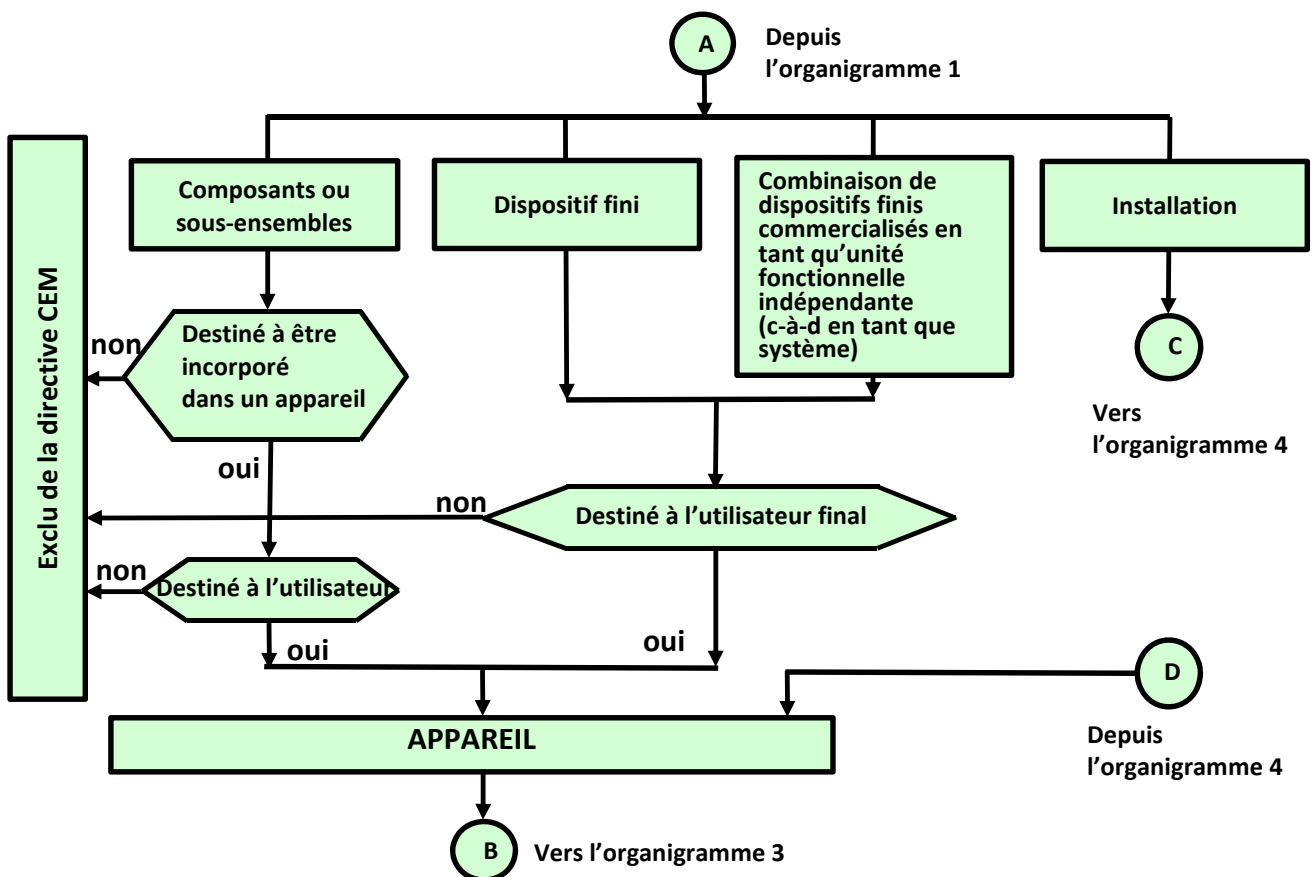 A
Depuis
l’organigramme 1
Exclu de la directive CEM
Composants ou
sous-ensembles
Dispositif fini
Combinaison de
dispositifs finis
commercialisés en
tant qu’unité
fonctionnelle
indépendante
(c-à-d en tant que
système)
Installation
non
Destiné à être
incorporé
dans un appareil
C
Vers
l’organigramme 4
oui
non
Destiné à l’utilisateur final
non
Destiné à l’utilisateur
oui
oui
D
Depuis
l’organigramme 4
APPAREIL
B
Vers l’organigramme 3